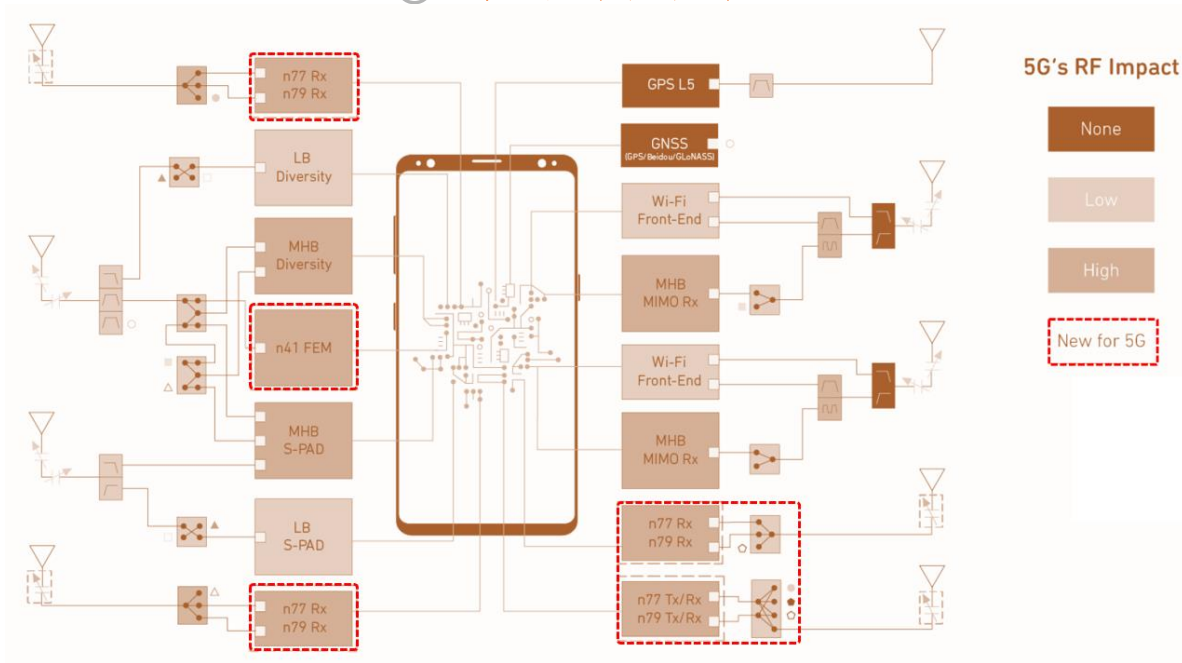 5G's RF Impact
None
Low
High
New for 5G
n77 Rx
n79 Rx
LB
Diversity
MHB
Diversity
n41 FEM
MHB
S-PAD
LB
S-PAD
n77 Rx
n79 Rx
GPS L5
GNSS
(GPS/Beidou/GLoNASS)
Wi-Fi
Front-End
MHB
MIMO Rx
Wi-Fi
Front-End
MHB
MIMO Rx
n77 Rx
n79 Rx
n77 Tx/Rx
n79 Tx/Rx